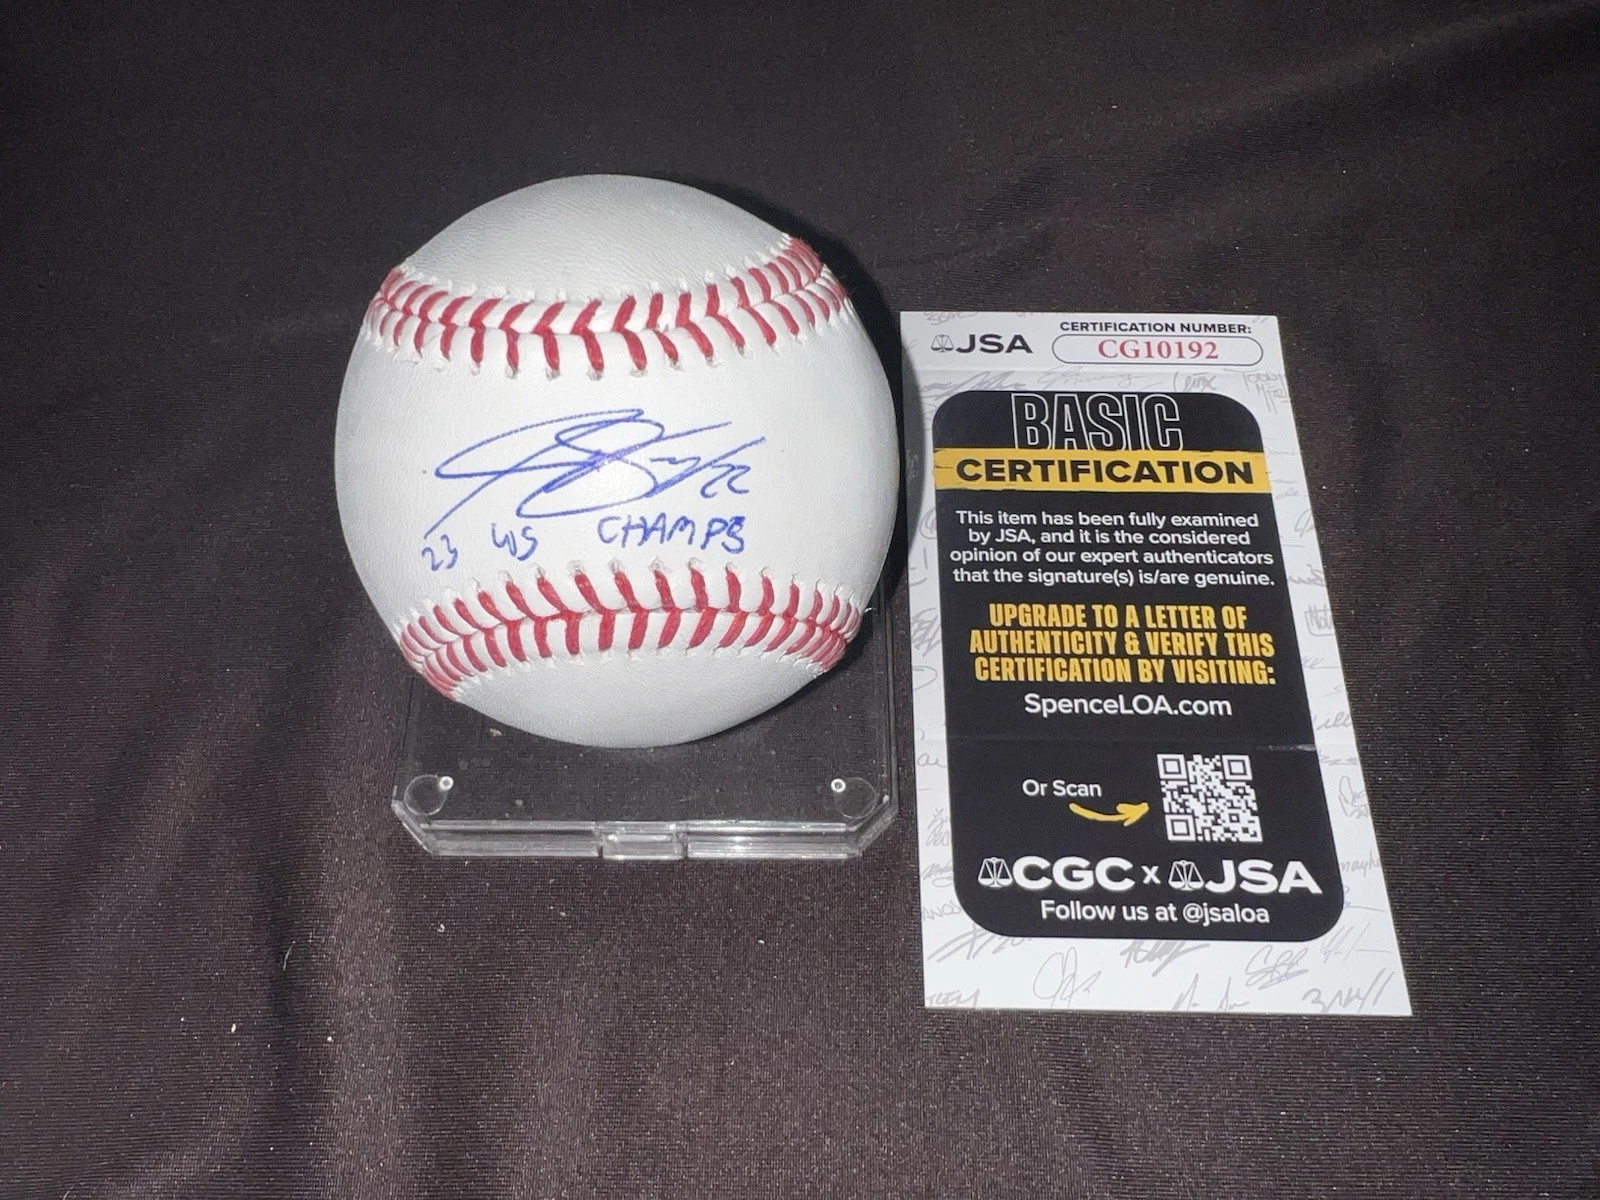 23 WS CHAMPS
JSA
CERTIFICATION NUMBER:
CG10192
BASIC
CERTIFICATION
This item has been fully examined
by JSA, and it is the considered
opinion of our expert authenticators
that the signature(s) is/are genuine.
UPGRADE TO A LETTER OF
AUTHENTICITY & VERIFY THIS
CERTIFICATION BY VISITING:
SpenceLOA.com
Or Scan
CGC x JSA
Follow us at @jsaloa